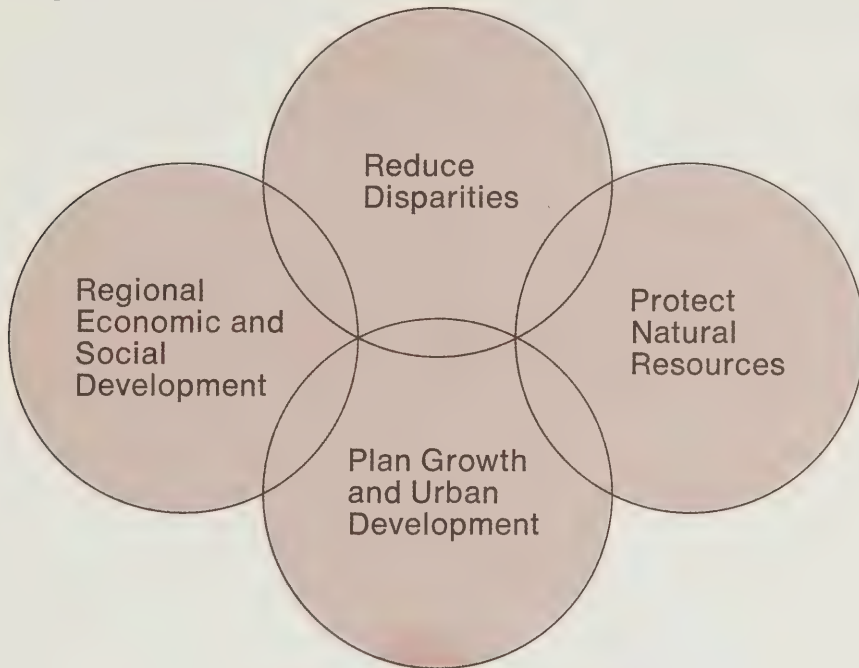 Reduce
Disparities
Regional
Economic and
Social
Development
Protect
Natural
Resources
Plan Growth
and Urban
Development